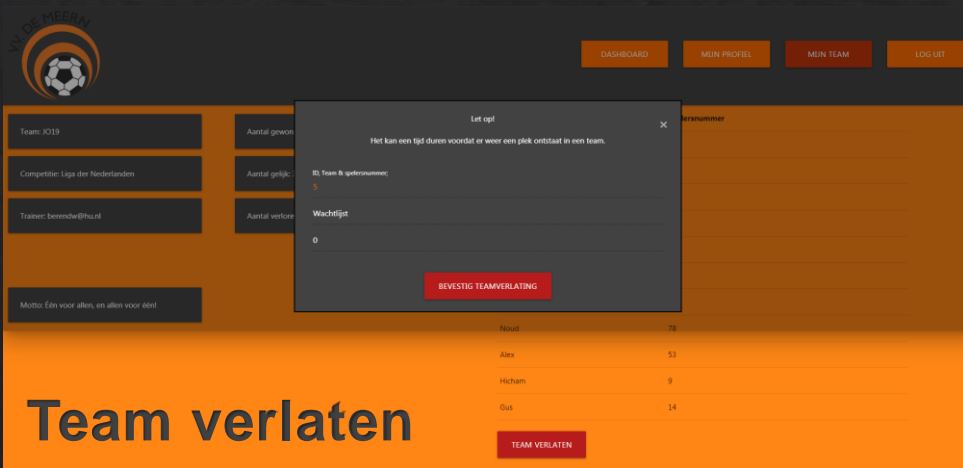 VV. DE MEERN
DASHBOARD
MIJN PROFIEL
MIJN TEAM
LOG UIT
Team: JO19
Competitie: Liga der Nederlanden
Trainer: berendw@hu.nl
Motto: Één voor allen, en allen voor één!
Aantal gewon
Aantal gelijk:
Aantal verlore
Let op!
×
Het kan een tijd duren voordat er weer een plek ontstaat in een team.
ID, Team & spelersnummer;
5
Wachtlijst
0
BEVESTIG TEAMVERLATING
lersnummer
Noud 78
Alex 53
Hicham 9
Gus 14
TEAM VERLATEN
Team verlaten